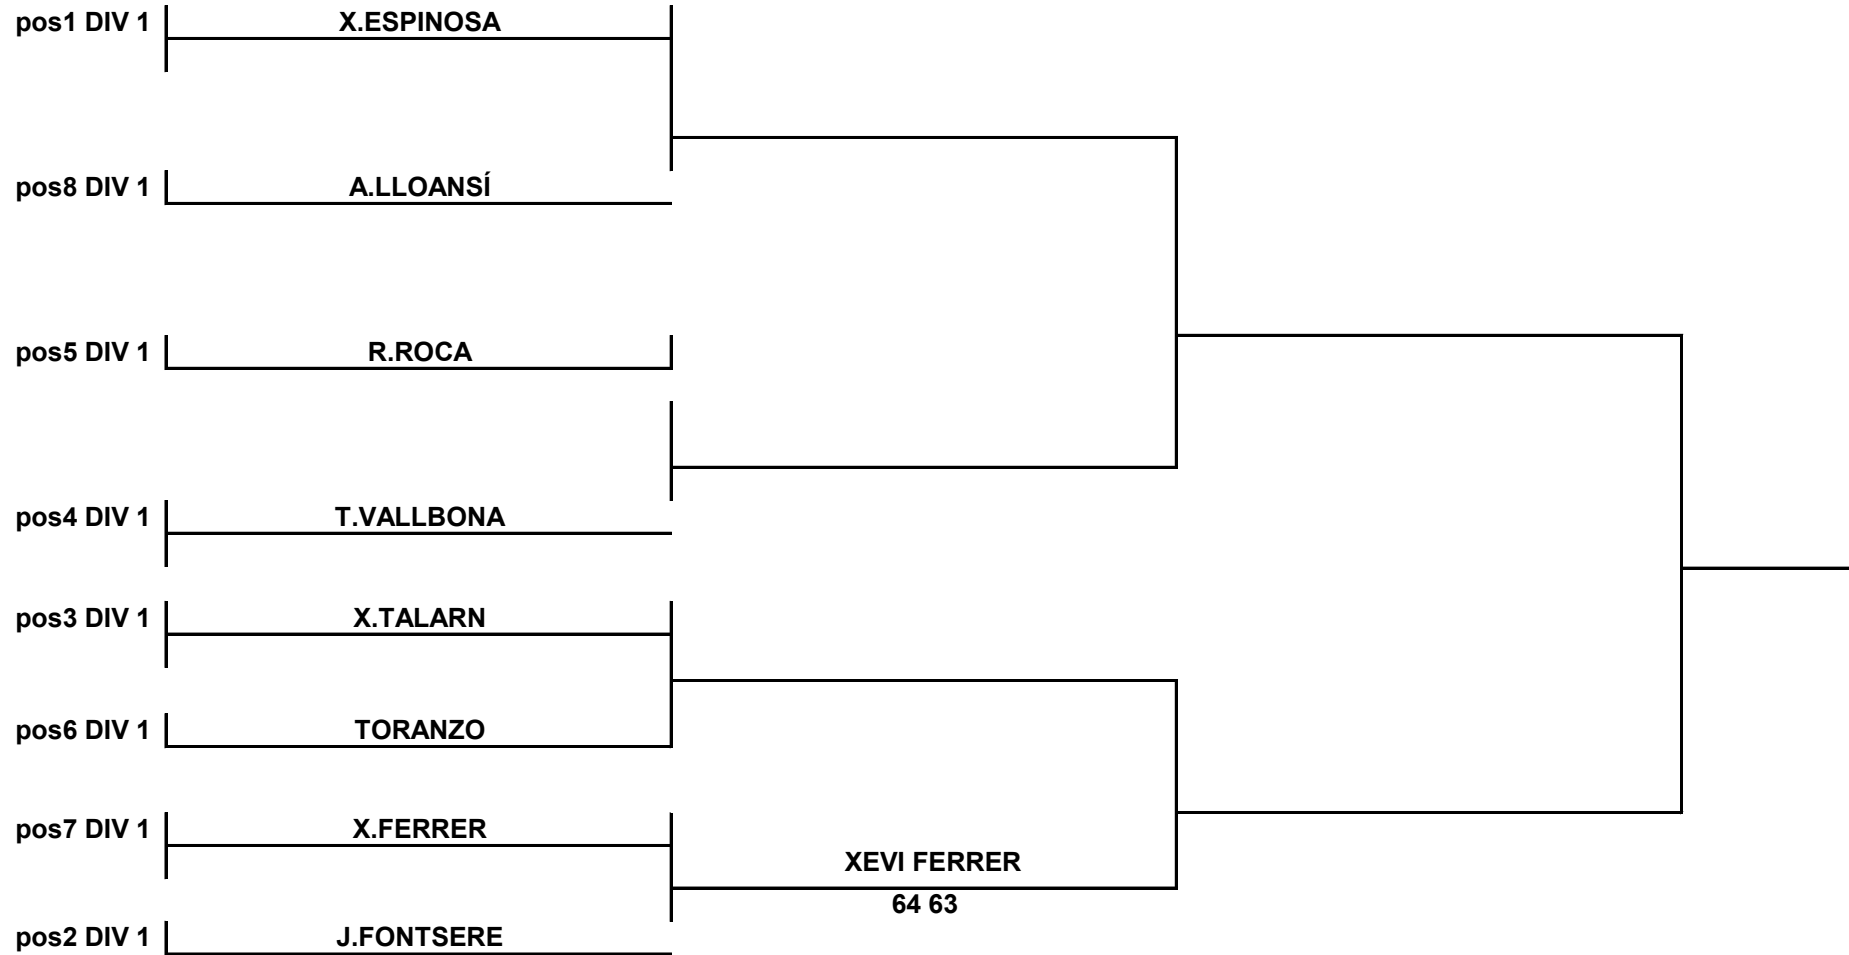 pos1 DIV 1 X.ESPINOSA
pos8 DIV 1 A.LLOANSÍ
pos5 DIV 1 R.ROCA
pos4 DIV 1 T.VALLBONA
pos3 DIV 1 X.TALARN
pos6 DIV 1 TORANZO
pos7 DIV 1 X.FERRER
XEVI FERRER
64 63
pos2 DIV 1 J.FONTSERE